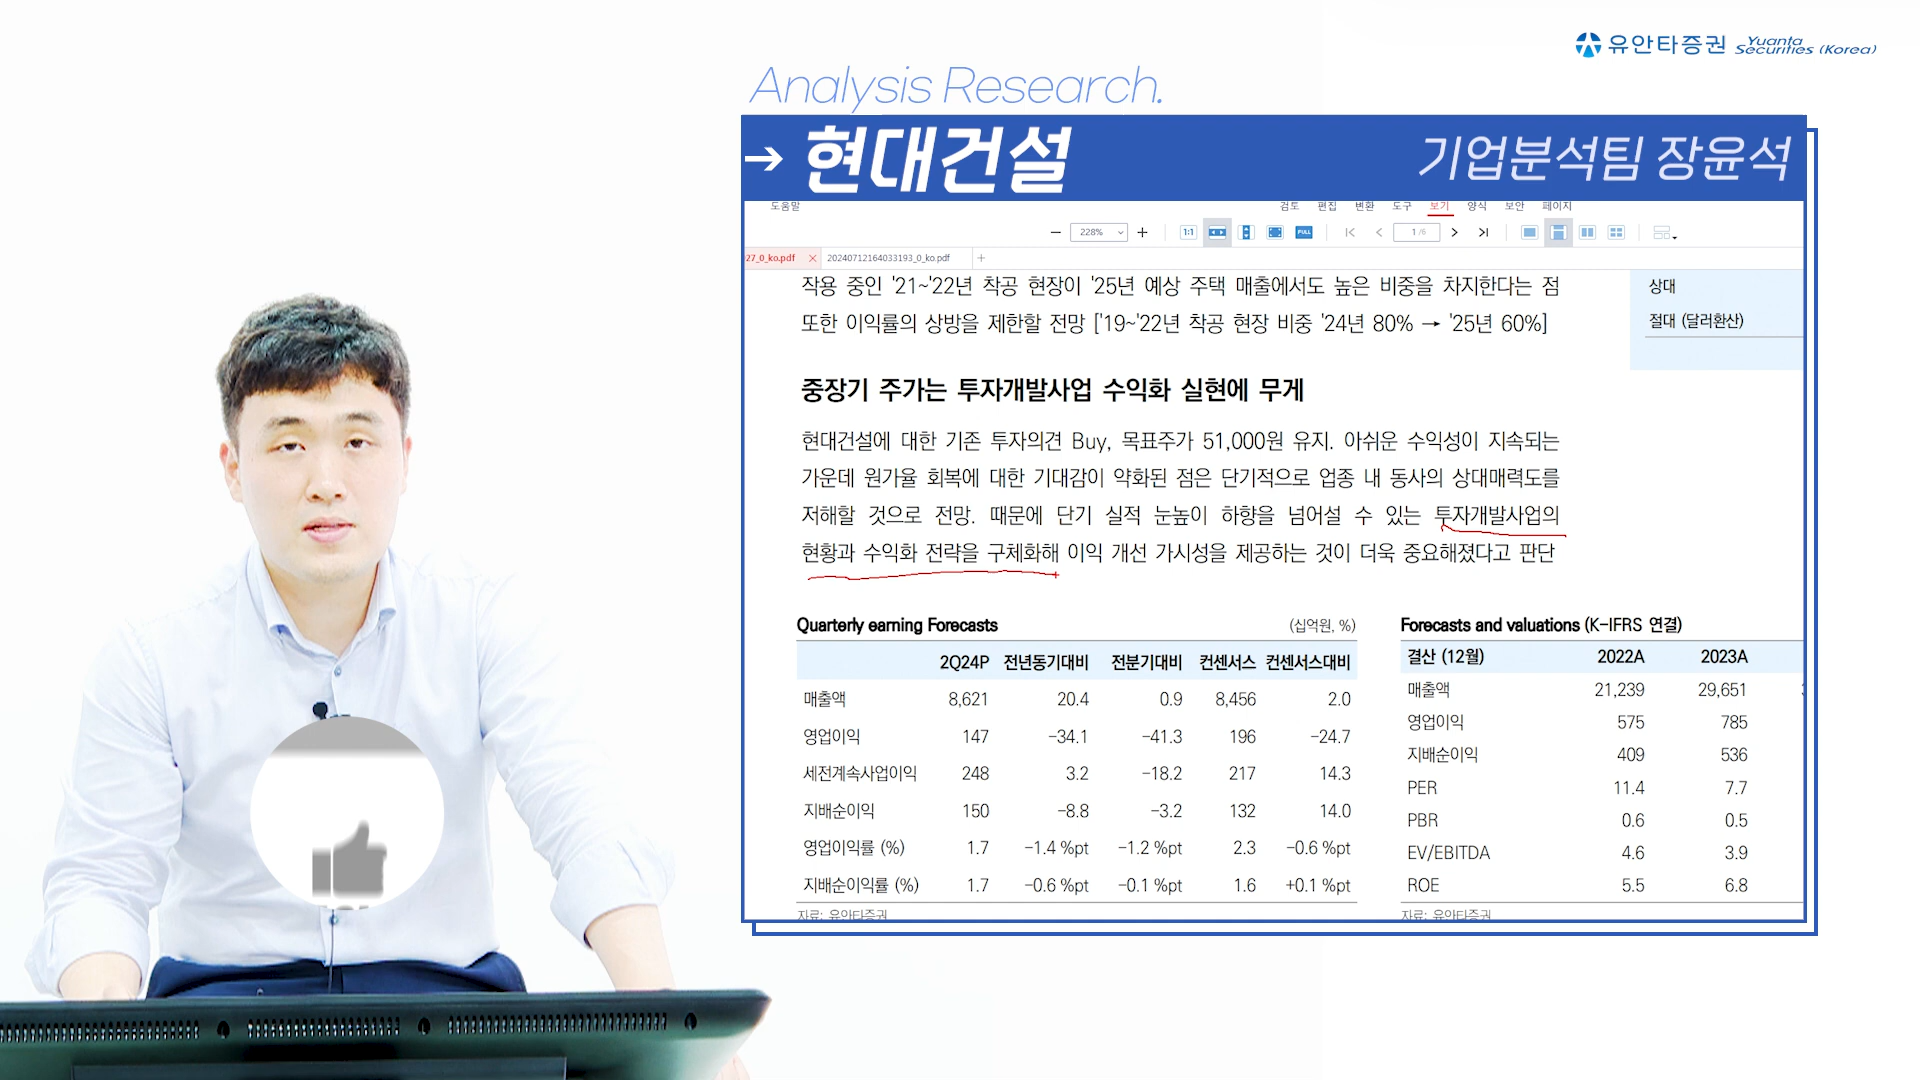 유안타증권 Yuanta Securities (Korea)
Analysis Research.
→ 현대건설
기업분석팀 장윤석
도움말 검토 편집 변환 도구 보기 양식 보안 페이지
228% 1:1 FULL 1/6
27_0_ko.pdf 20240712164033193_0_ko.pdf
작용 중인 '21~'22년 착공 현장이 '25년 예상 주택 매출에서도 높은 비중을 차지한다는 점
또한 이익률의 상방을 제한할 전망 ['19~'22년 착공 현장 비중 '24년 80% → '25년 60%]
상대
절대 (달러환산)
중장기 주가는 투자개발사업 수익화 실현에 무게
현대건설에 대한 기존 투자의견 Buy, 목표주가 51,000원 유지. 아쉬운 수익성이 지속되는
가운데 원가율 회복에 대한 기대감이 약화된 점은 단기적으로 업종 내 동사의 상대매력도를
저해할 것으로 전망. 때문에 단기 실적 눈높이 하향을 넘어설 수 있는 투자개발사업의
현황과 수익화 전략을 구체화해 이익 개선 가시성을 제공하는 것이 더욱 중요해졌다고 판단
Quarterly earning Forecasts (십억원, %)
2Q24P 전년동기대비 전분기대비 컨센서스 컨센서스대비
매출액 8,621 20.4 0.9 8,456 2.0
영업이익 147 -34.1 -41.3 196 -24.7
세전계속사업이익 248 3.2 -18.2 217 14.3
지배순이익 150 -8.8 -3.2 132 14.0
영업이익률 (%) 1.7 -1.4 %pt -1.2 %pt 2.3 -0.6 %pt
지배순이익률 (%) 1.7 -0.6 %pt -0.1 %pt 1.6 +0.1 %pt
자료: 유안타증권
Forecasts and valuations (K-IFRS 연결)
결산 (12월) 2022A 2023A
매출액 21,239 29,651
영업이익 575 785
지배순이익 409 536
PER 11.4 7.7
PBR 0.6 0.5
EV/EBITDA 4.6 3.9
ROE 5.5 6.8
자료: 유안타증권